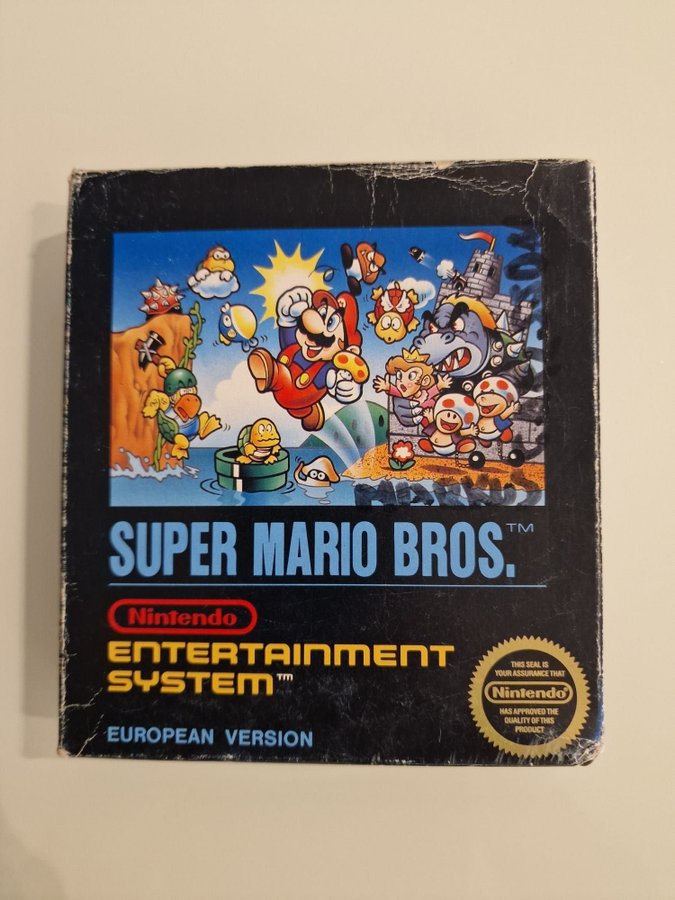 SUPER MARIO BROS.™
Nintendo
ENTERTAINMENT
SYSTEM™
EUROPEAN VERSION
THIS SEAL IS
YOUR ASSURANCE THAT
Nintendo®
HAS APPROVED THE
QUALITY OF THIS
PRODUCT
MARKUS